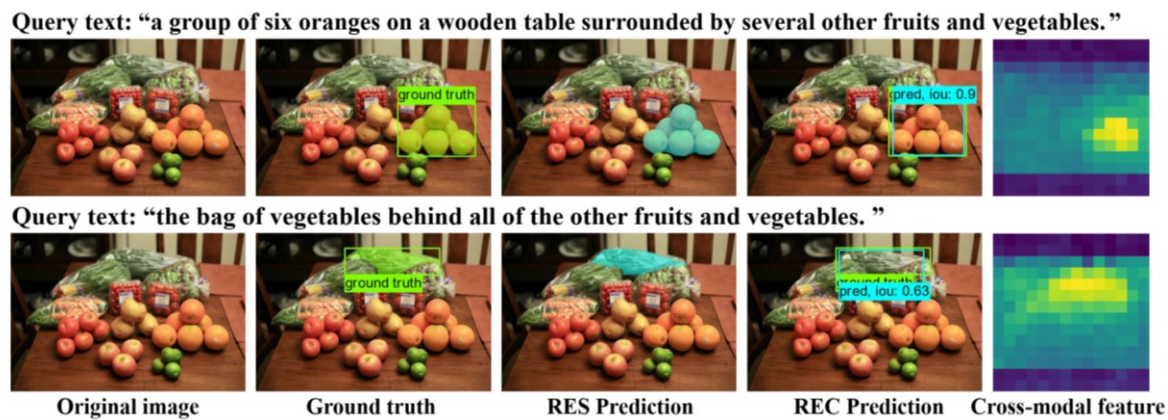 Query text: “a group of six oranges on a wooden table surrounded by several other fruits and vegetables.”
ground truth
pred, iou: 0.9
Query text: “the bag of vegetables behind all of the other fruits and vegetables. ”
ground truth
ground truth
pred, iou: 0.63
Original image
Ground truth
RES Prediction
REC Prediction
Cross-modal feature